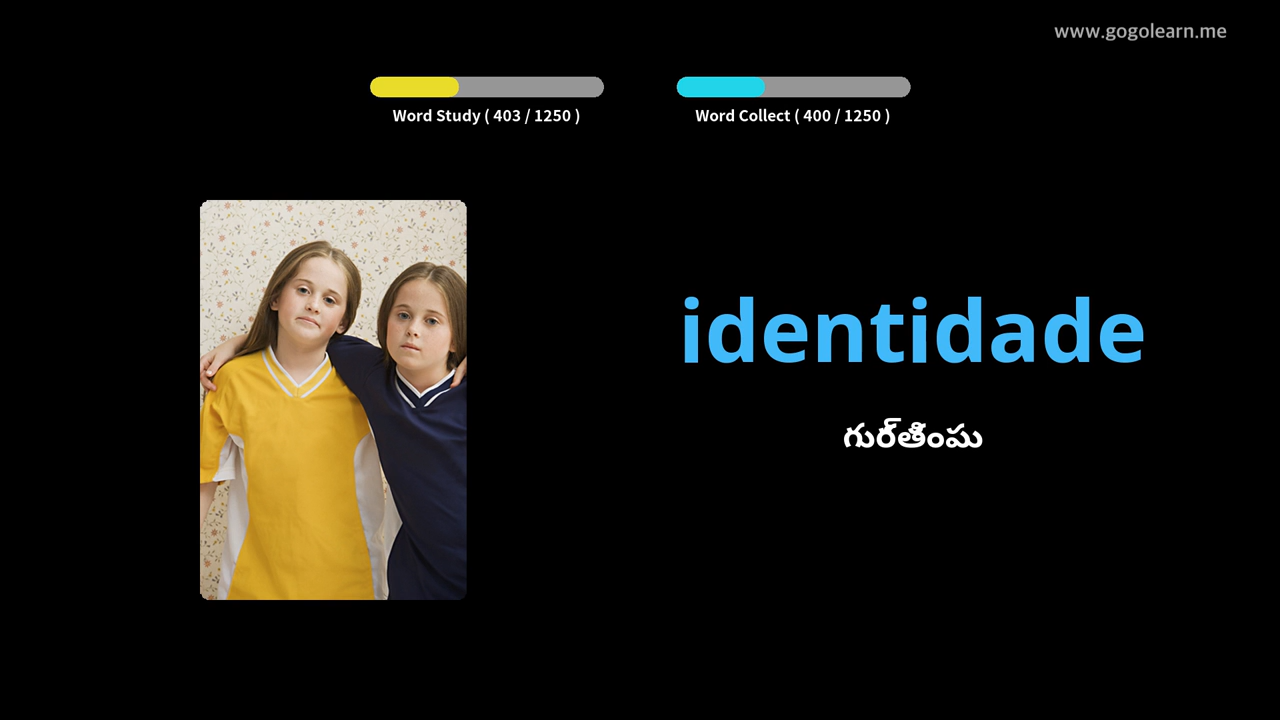 www.gogolearn.me
Word Study ( 403 / 1250 )
Word Collect ( 400 / 1250 )
identidade
గుర్తింపు